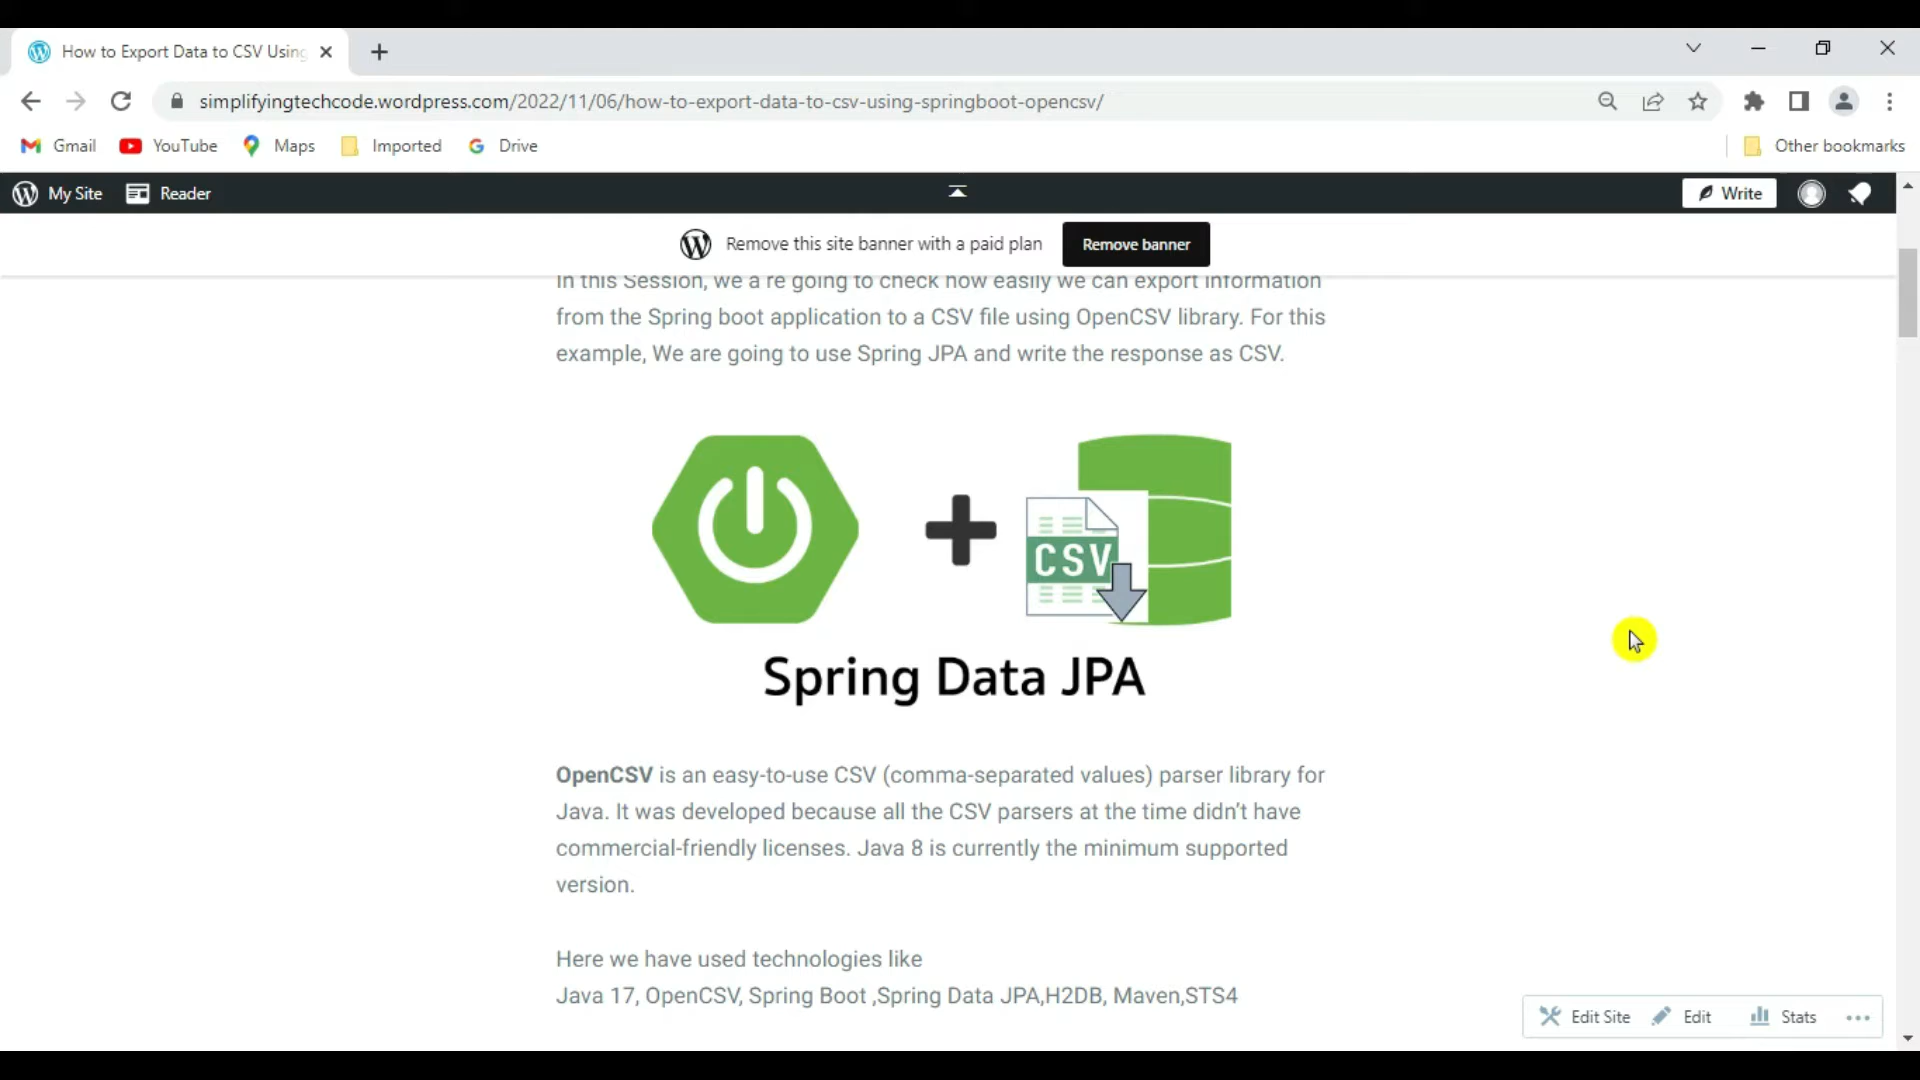 How to Export Data to CSV Using
simplifyingtechcode.wordpress.com/2022/11/06/how-to-export-data-to-csv-using-springboot-opencsv/
Gmail YouTube Maps Imported Drive Other bookmarks
My Site Reader Write
Remove this site banner with a paid plan Remove banner
In this Session, we a re going to check how easily we can export information
from the Spring boot application to a CSV file using OpenCSV library. For this
example, We are going to use Spring JPA and write the response as CSV.
CSV
Spring Data JPA
OpenCSV is an easy-to-use CSV (comma-separated values) parser library for
Java. It was developed because all the CSV parsers at the time didn’t have
commercial-friendly licenses. Java 8 is currently the minimum supported
version.
Here we have used technologies like
Java 17, OpenCSV, Spring Boot ,Spring Data JPA,H2DB, Maven,STS4
Edit Site Edit Stats